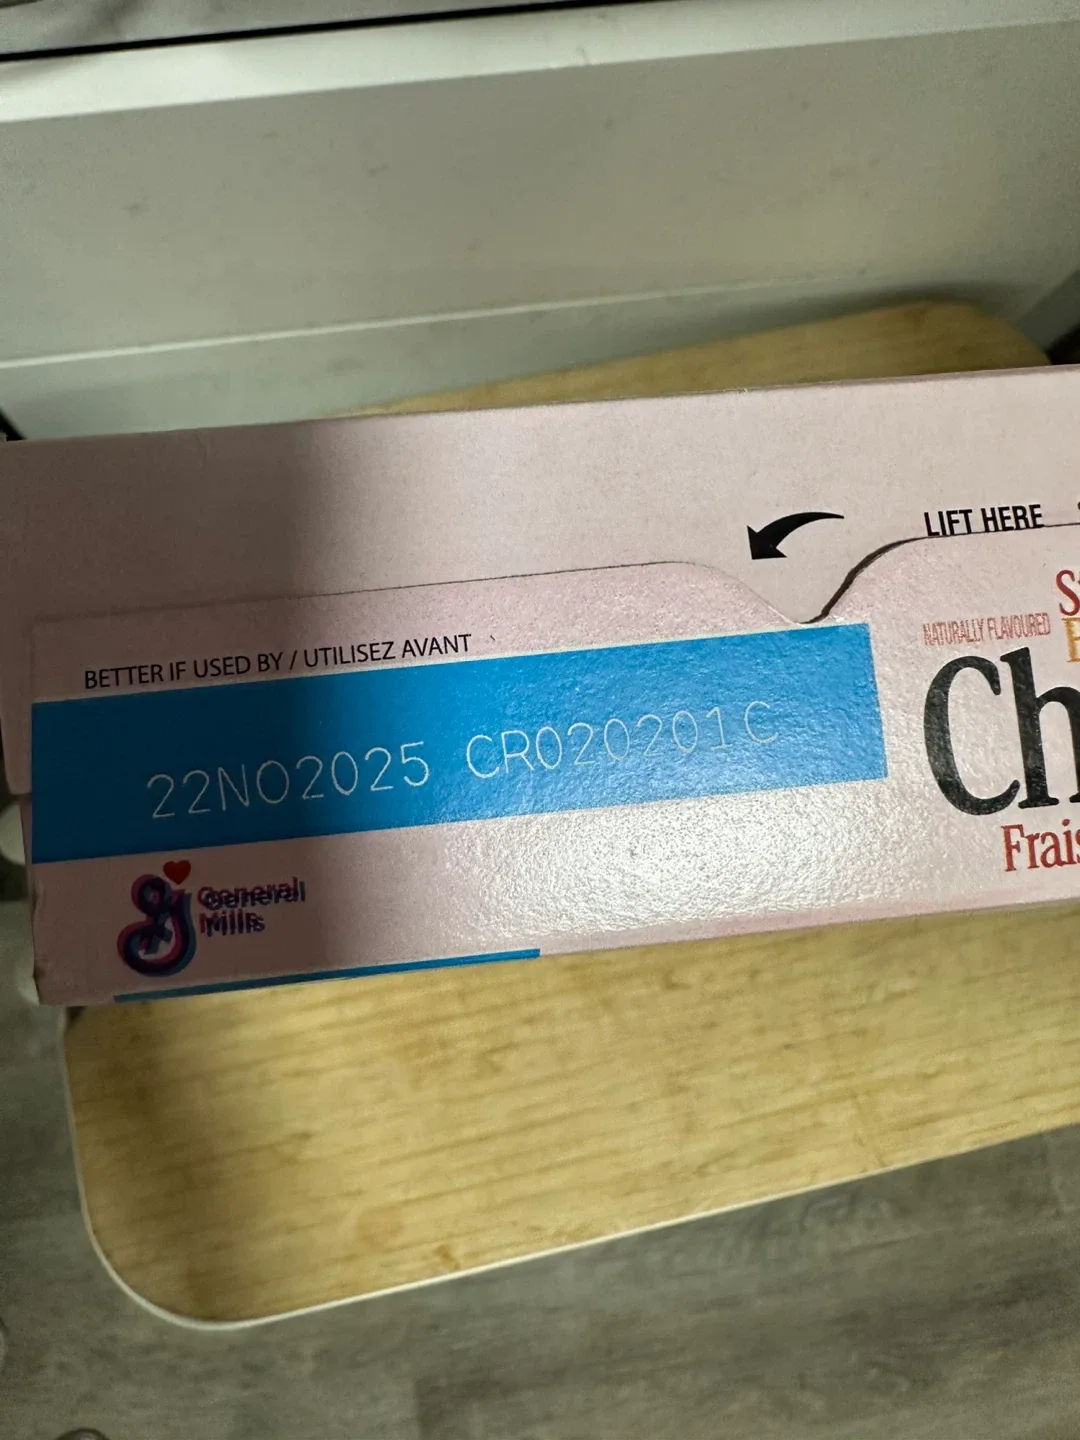 LIFT HERE
BETTER IF USED BY / UTILISEZ AVANT
22NO2025 CR020201C
NATURALLY FLAVOURED
Ch
Frais
General
Mills